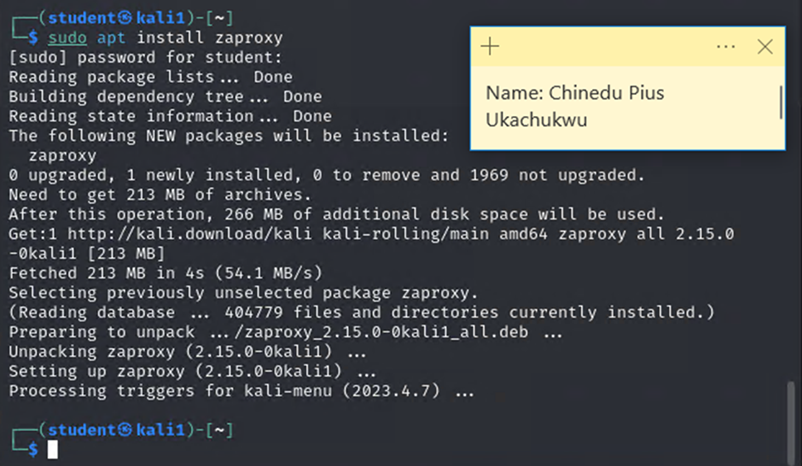 ┌──(student㉿kali1)-[~]
└─$ sudo apt install zaproxy
[sudo] password for student:
Reading package lists... Done
Building dependency tree... Done
Reading state information... Done
The following NEW packages will be installed:
  zaproxy
0 upgraded, 1 newly installed, 0 to remove and 1969 not upgraded.
Need to get 213 MB of archives.
After this operation, 266 MB of additional disk space will be used.
Get:1 http://kali.download/kali kali-rolling/main amd64 zaproxy all 2.15.0
-0kali1 [213 MB]
Fetched 213 MB in 4s (54.1 MB/s)
Selecting previously unselected package zaproxy.
(Reading database ... 404779 files and directories currently installed.)
Preparing to unpack .../zaproxy_2.15.0-0kali1_all.deb ...
Unpacking zaproxy (2.15.0-0kali1) ...
Setting up zaproxy (2.15.0-0kali1) ...
Processing triggers for kali-menu (2023.4.7) ...
┌──(student㉿kali1)-[~]
└─$
Name: Chinedu Pius
Ukachukwu